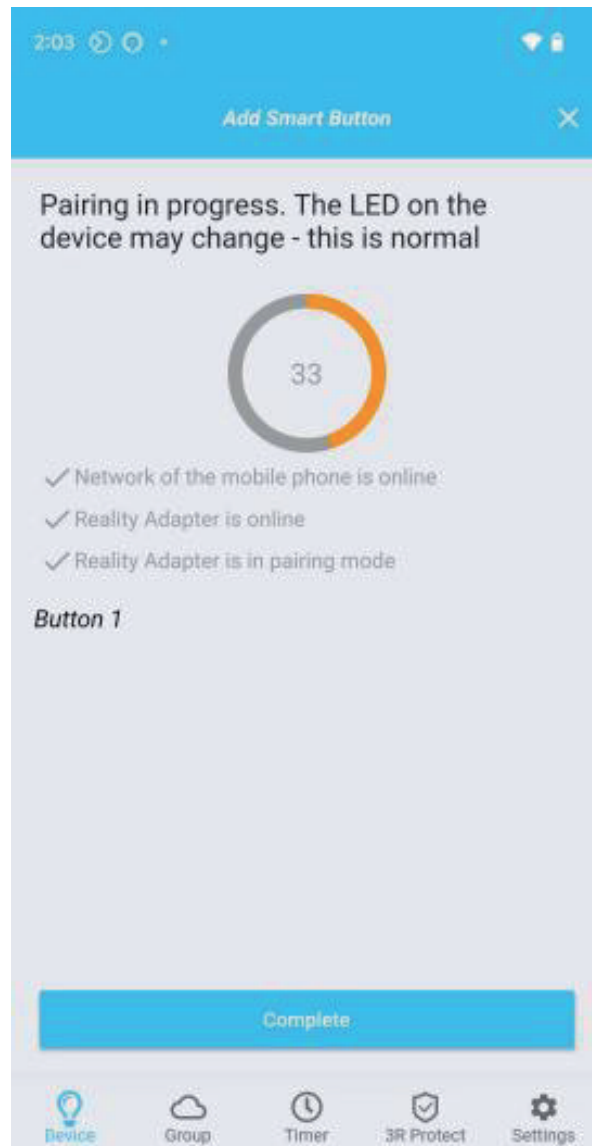 2:03
Add Smart Button
Pairing in progress. The LED on the
device may change - this is normal
33
Network of the mobile phone is online
Reality Adapter is online
Reality Adapter is in pairing mode
Button 1
Complete
Device Group Timer 3R Protect Settings